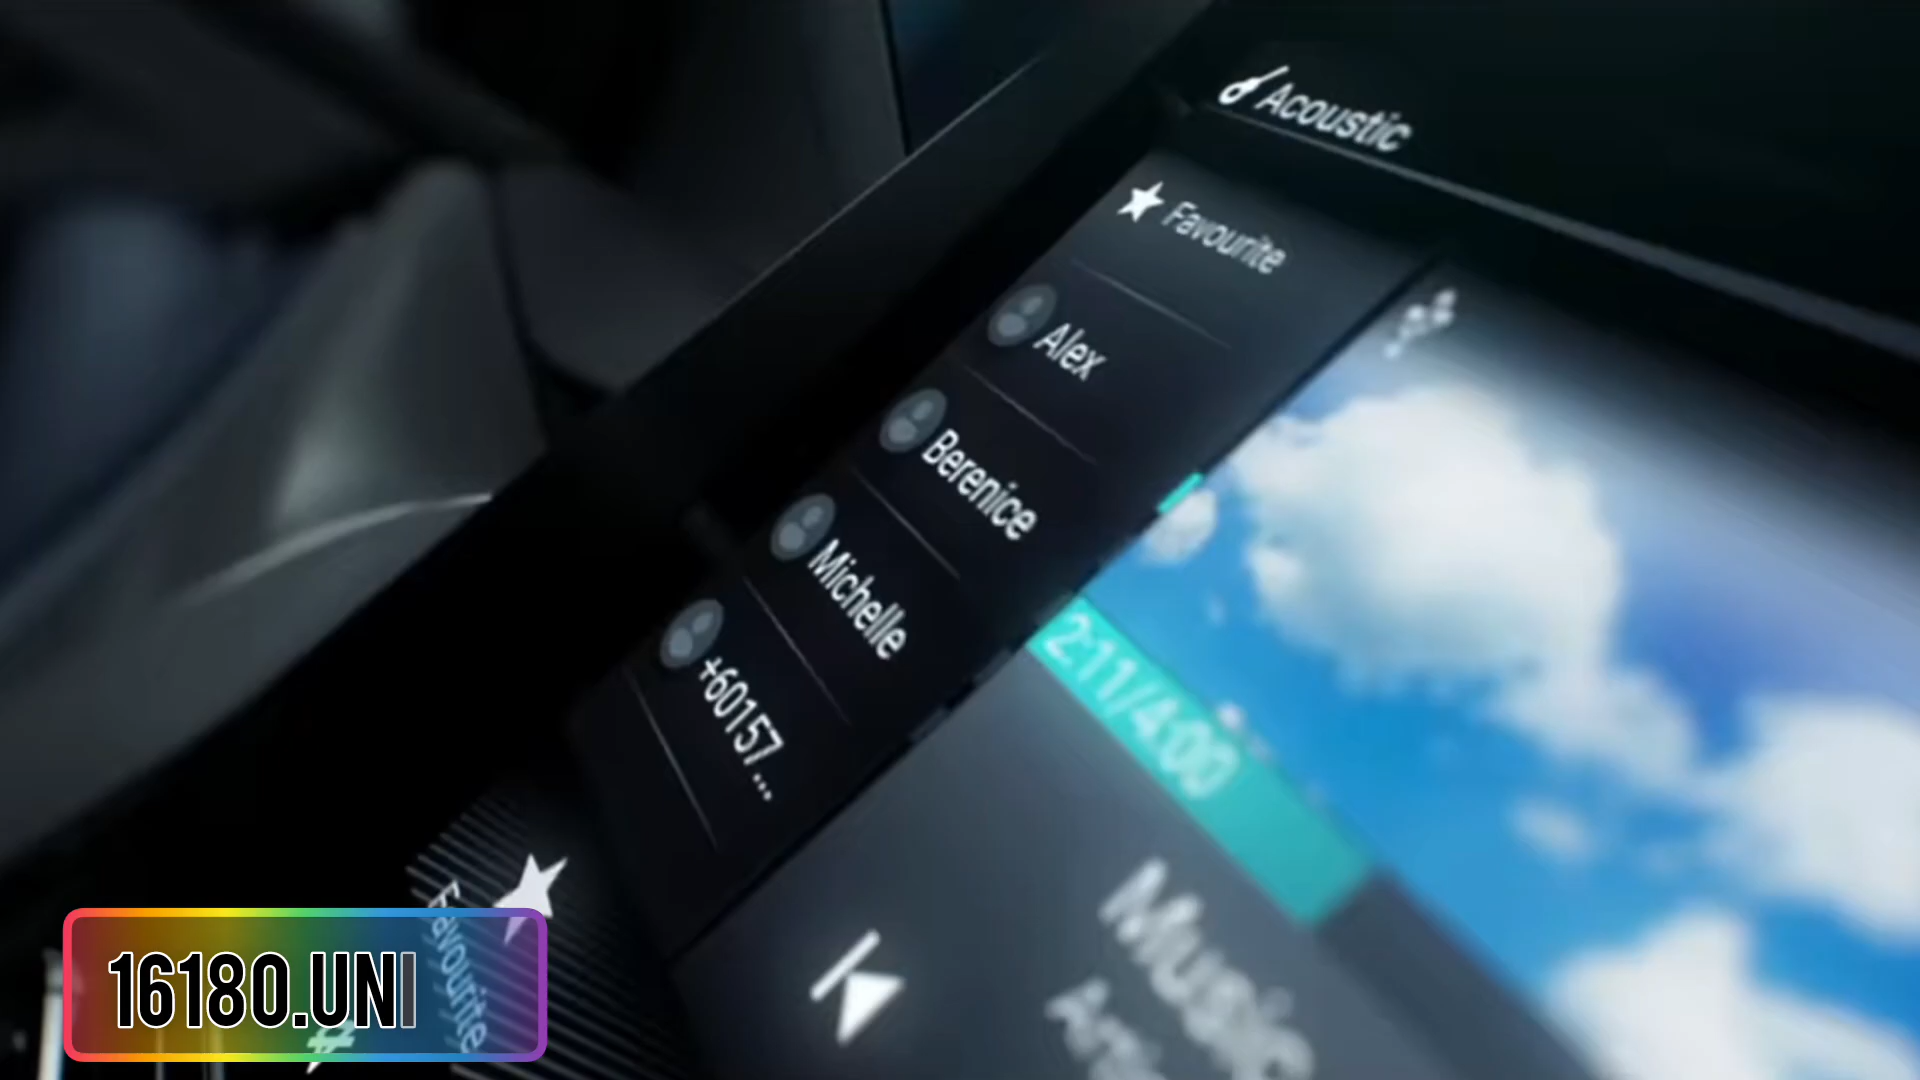 Acoustic
Favourite
Alex
Berenice
Michelle
+60157...
2:11/4:00
Music
Favourite
16180.UNI